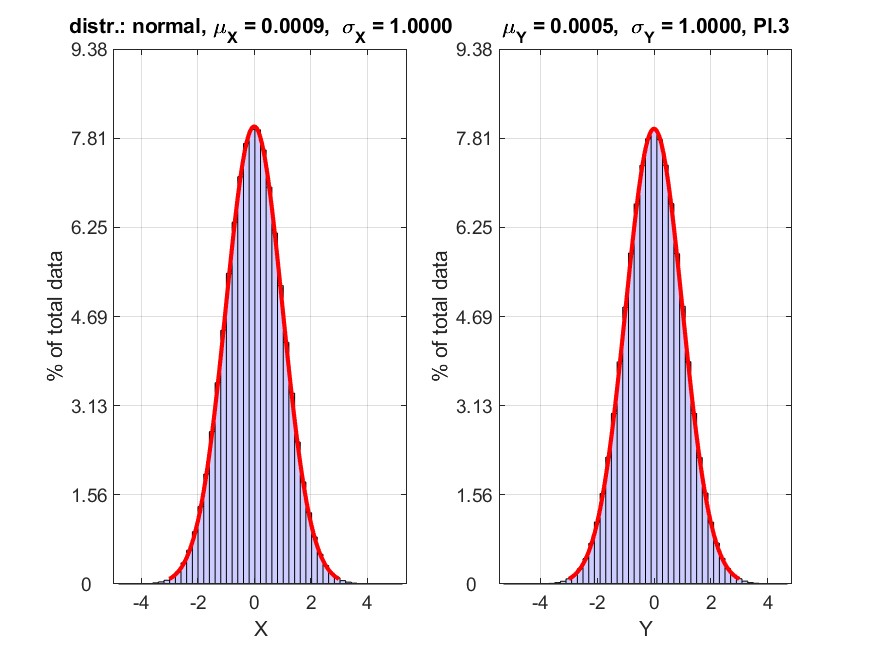 distr.: normal, μX = 0.0009, σX = 1.0000
9.38
7.81
6.25
4.69
3.13
1.56
0
% of total data
-4 -2 0 2 4
X
μY = 0.0005, σY = 1.0000, Pl.3
9.38
7.81
6.25
4.69
3.13
1.56
0
% of total data
-4 -2 0 2 4
Y